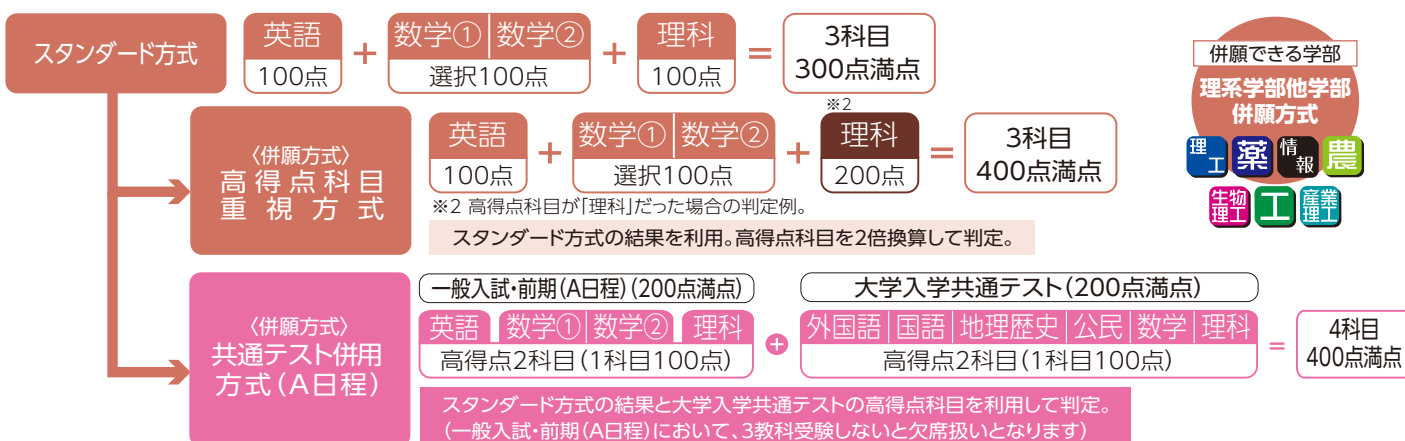 スタンダード方式
英語
100点
+
数学① 数学②
選択100点
+
理科
100点
=
3科目
300点満点
〈併願方式〉
高得点科目
重視方式
英語
100点
+
数学① 数学②
選択100点
+
※2
理科
200点
=
3科目
400点満点
※2 高得点科目が「理科」だった場合の判定例。
スタンダード方式の結果を利用。高得点科目を2倍換算して判定。
〈併願方式〉
共通テスト併用
方式(A日程)
一般入試・前期(A日程)(200点満点)
英語 数学① 数学② 理科
高得点2科目(1科目100点)
+
大学入学共通テスト(200点満点)
外国語 国語 地理歴史 公民 数学 理科
高得点2科目(1科目100点)
=
4科目
400点満点
スタンダード方式の結果と大学入学共通テストの高得点科目を利用して判定。
(一般入試・前期(A日程)において、3教科受験しないと欠席扱いとなります)
併願できる学部
理系学部他学部
併願方式
理工 薬 情報 農
生物理工 工 産業理工